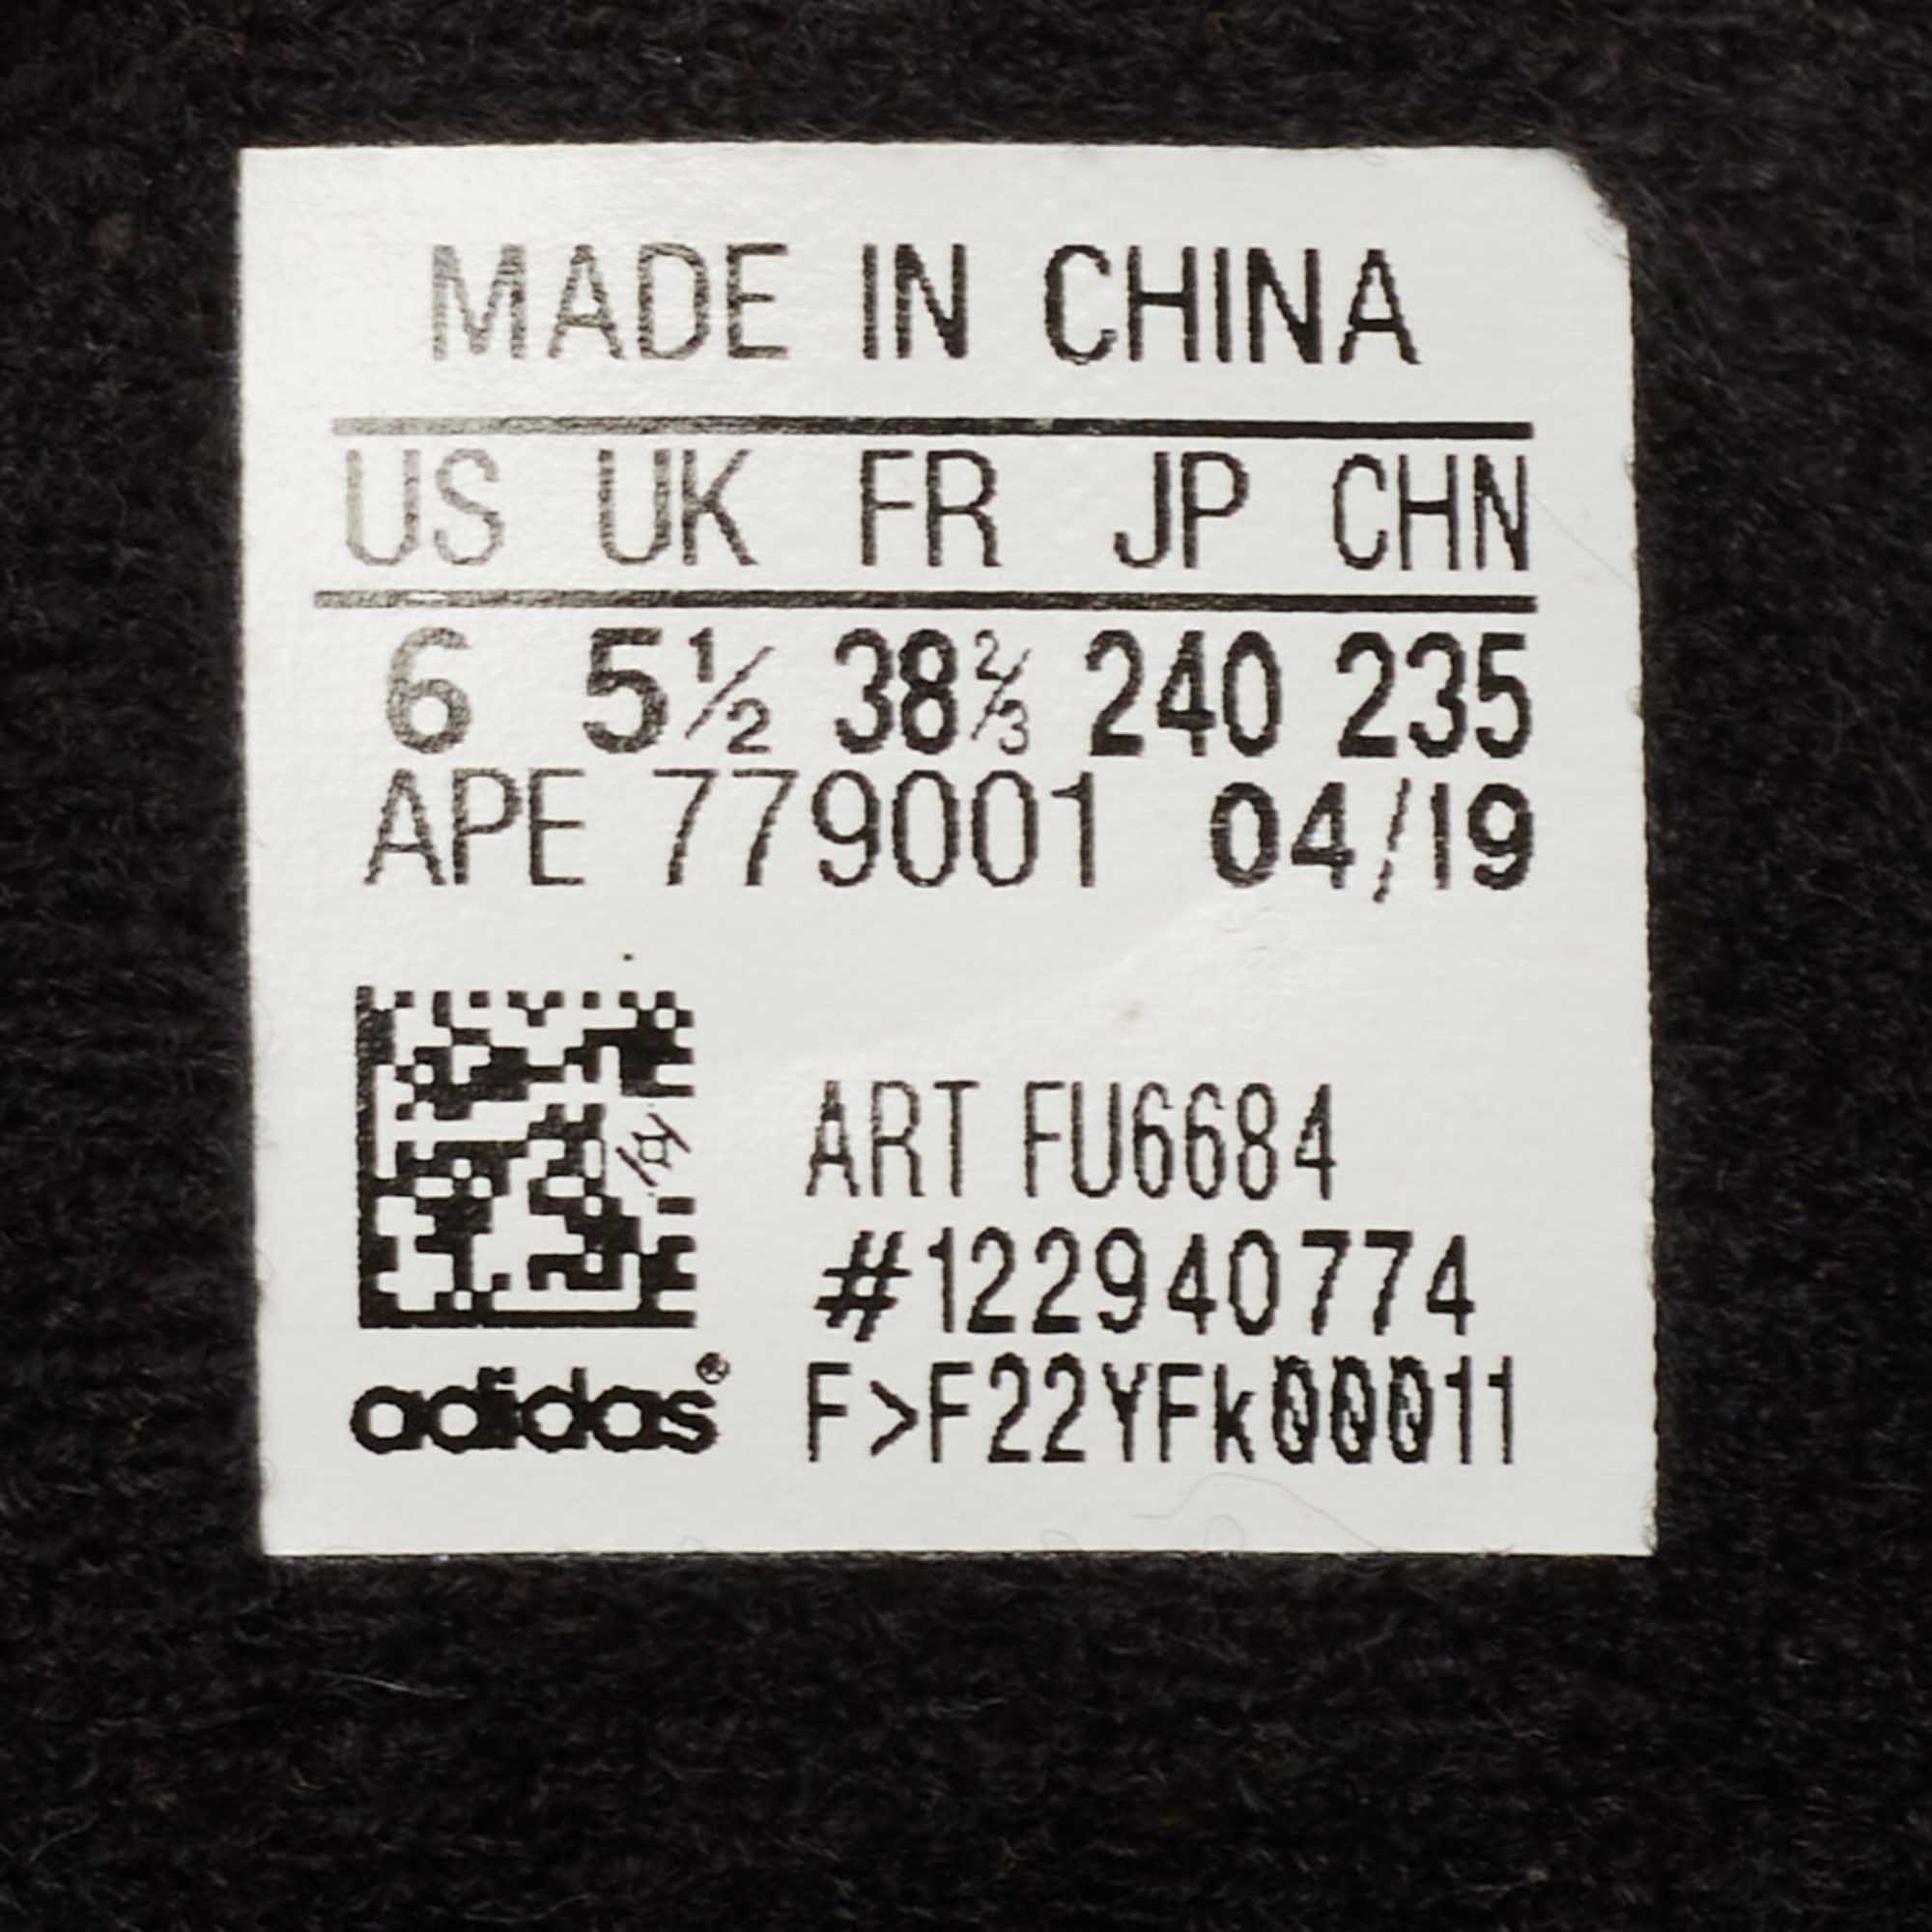 MADE IN CHINA
US UK FR JP CHN
6 5½ 38⅔ 240 235
APE 779001 04/19
ART FU6684
#122940774
adidas® F>F22YFk00011